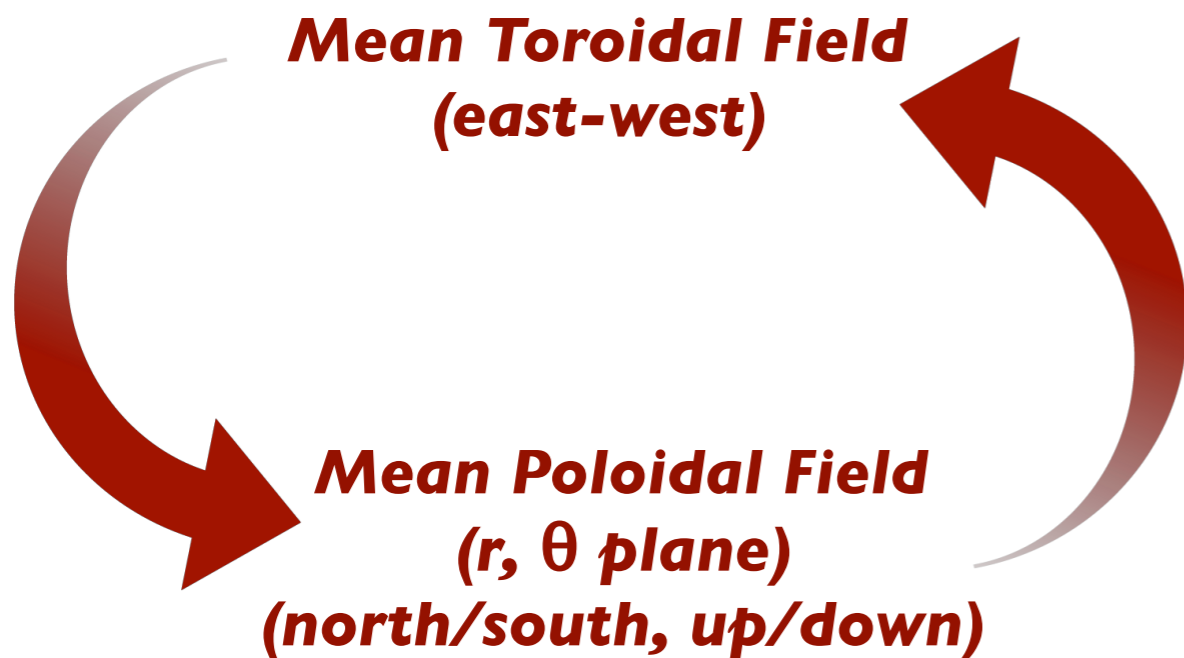 Mean Toroidal Field
(east-west)
Mean Poloidal Field
(r, θ plane)
(north/south, up/down)